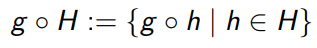 g ∘ H := {g ∘ h | h ∈ H}